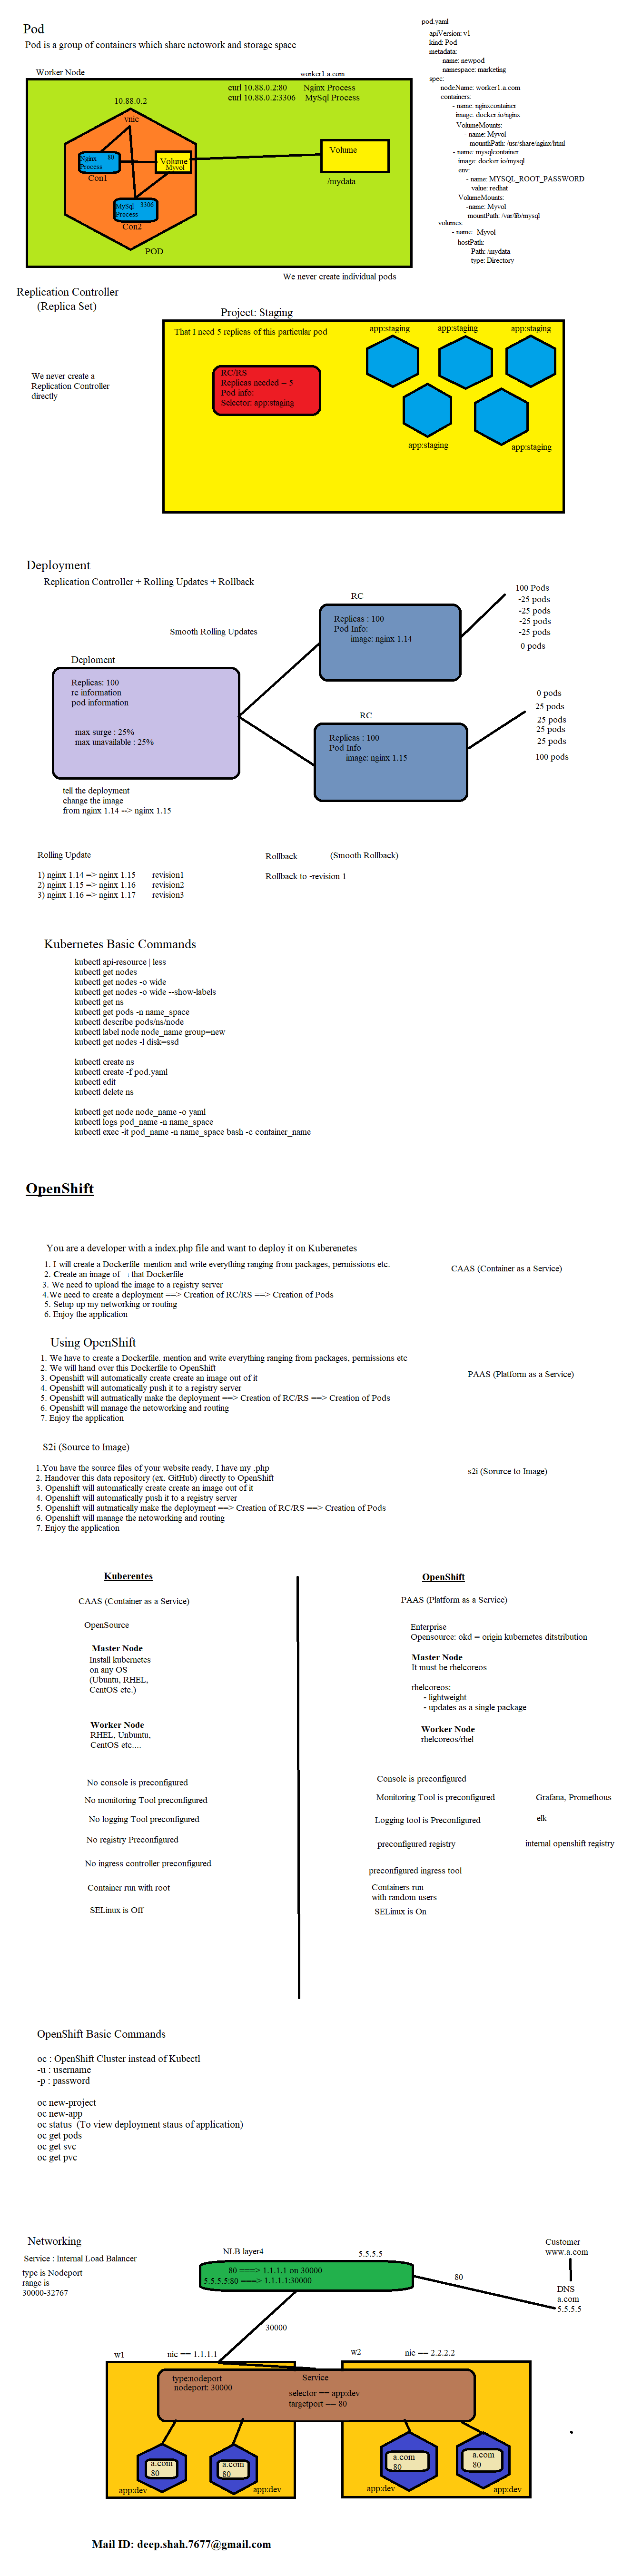 Pod
Pod is a group of containers which share netowork and storage space
Worker Node
worker1.a.com
curl 10.88.0.2:80 Nginx Process
curl 10.88.0.2:3306 MySql Process
10.88.0.2
vnic
Nginx 80
Process
Con1
Volume
Myvol
MySql 3306
Process
Con2
POD
Volume
/mydata
We never create individual pods
pod.yaml
apiVersion: v1
kind: Pod
metadata:
name: newpod
namespace: marketing
spec:
nodeName: worker1.a.com
containers:
- name: nginxcontainer
image: docker.io/nginx
VolumeMounts:
- name: Myvol
mounthPath: /usr/share/nginx/html
- name: mysqlcontainer
image: docker.io/mysql
env:
- name: MYSQL_ROOT_PASSWORD
value: redhat
VolumeMounts:
-name: Myvol
mountPath: /var/lib/mysql
volumes:
- name: Myvol
hostPath:
Path: /mydata
type: Directory
Replication Controller
(Replica Set)
Project: Staging
That I need 5 replicas of this particular pod
We never create a
Replication Controller
directly
RC/RS
Replicas needed = 5
Pod info:
Selector: app:staging
app:staging
app:staging
app:staging
app:staging
app:staging
Deployment
Replication Controller + Rolling Updates + Rollback
Smooth Rolling Updates
Deploment
Replicas: 100
rc information
pod information
max surge : 25%
max unavailable : 25%
tell the deployment
change the image
from nginx 1.14 --> nginx 1.15
RC
Replicas : 100
Pod Info:
image: nginx 1.14
100 Pods
-25 pods
-25 pods
-25 pods
-25 pods
0 pods
RC
Replicas : 100
Pod Info
image: nginx 1.15
0 pods
25 pods
25 pods
25 pods
25 pods
100 pods
Rolling Update
1) nginx 1.14 => nginx 1.15 revision1
2) nginx 1.15 => nginx 1.16 revision2
3) nginx 1.16 => nginx 1.17 revision3
Rollback (Smooth Rollback)
Rollback to -revision 1
Kubernetes Basic Commands
kubectl api-resource | less
kubectl get nodes
kubectl get nodes -o wide
kubectl get nodes -o wide --show-labels
kubectl get ns
kubectl get pods -n name_space
kubectl describe pods/ns/node
kubectl label node node_name group=new
kubectl get nodes -l disk=ssd
kubectl create ns
kubectl create -f pod.yaml
kubectl edit
kubectl delete ns
kubectl get node node_name -o yaml
kubectl logs pod_name -n name_space
kubectl exec -it pod_name -n name_space bash -c container_name
OpenShift
You are a developer with a index.php file and want to deploy it on Kuberenetes
1. I will create a Dockerfile mention and write everything ranging from packages, permissions etc.
2. Create an image of that Dockerfile
3. We need to upload the image to a registry server
4.We need to create a deployment ==> Creation of RC/RS ==> Creation of Pods
5. Setup up my networking or routing
6. Enjoy the application
CAAS (Container as a Service)
Using OpenShift
1. We have to create a Dockerfile. mention and write everything ranging from packages, permissions etc
2. We will hand over this Dockerfile to OpenShift
3. Openshift will automatically create create an image out of it
4. Openshift will automatically push it to a registry server
5. Openshift will autmatically make the deployment ==> Creation of RC/RS ==> Creation of Pods
6. Openshift will manage the netoworking and routing
7. Enjoy the application
PAAS (Platform as a Service)
S2i (Source to Image)
1.You have the source files of your website ready, I have my .php
2. Handover this data repository (ex. GitHub) directly to OpenShift
3. Openshift will automatically create create an image out of it
4. Openshift will automatically push it to a registry server
5. Openshift will autmatically make the deployment ==> Creation of RC/RS ==> Creation of Pods
6. Openshift will manage the netoworking and routing
7. Enjoy the application
s2i (Sorurce to Image)
Kuberentes
CAAS (Container as a Service)
OpenSource
Master Node
Install kubernetes
on any OS
(Ubuntu, RHEL,
CentOS etc.)
Worker Node
RHEL, Unbuntu,
CentOS etc....
No console is preconfigured
No monitoring Tool preconfigured
No logging Tool preconfigured
No registry Preconfigured
No ingress controller preconfigured
Container run with root
SELinux is Off
OpenShift
PAAS (Platform as a Service)
Enterprise
Opensource: okd = origin kubernetes ditstribution
Master Node
It must be rhelcoreos
rhelcoreos:
- lightweight
- updates as a single package
Worker Node
rhelcoreos/rhel
Console is preconfigured
Monitoring Tool is preconfigured Grafana, Promethous
Logging tool is Preconfigured elk
preconfigured registry internal openshift registry
preconfigured ingress tool
Containers run
with random users
SELinux is On
OpenShift Basic Commands
oc : OpenShift Cluster instead of Kubectl
-u : username
-p : password
oc new-project
oc new-app
oc status (To view deployment staus of application)
oc get pods
oc get svc
oc get pvc
Networking
Service : Internal Load Balancer
type is Nodeport
range is
30000-32767
NLB layer4
5.5.5.5
80 ===> 1.1.1.1 on 30000
5.5.5.5:80 ===> 1.1.1.1:30000
80
Customer
www.a.com
DNS
a.com
5.5.5.5
30000
w1
nic == 1.1.1.1
w2
nic == 2.2.2.2
type:nodeport
nodeport: 30000
Service
selector == app:dev
targetport == 80
a.com
80
a.com
80
a.com
80
a.com
80
app:dev
app:dev
app:dev
app:dev
Mail ID: deep.shah.7677@gmail.com